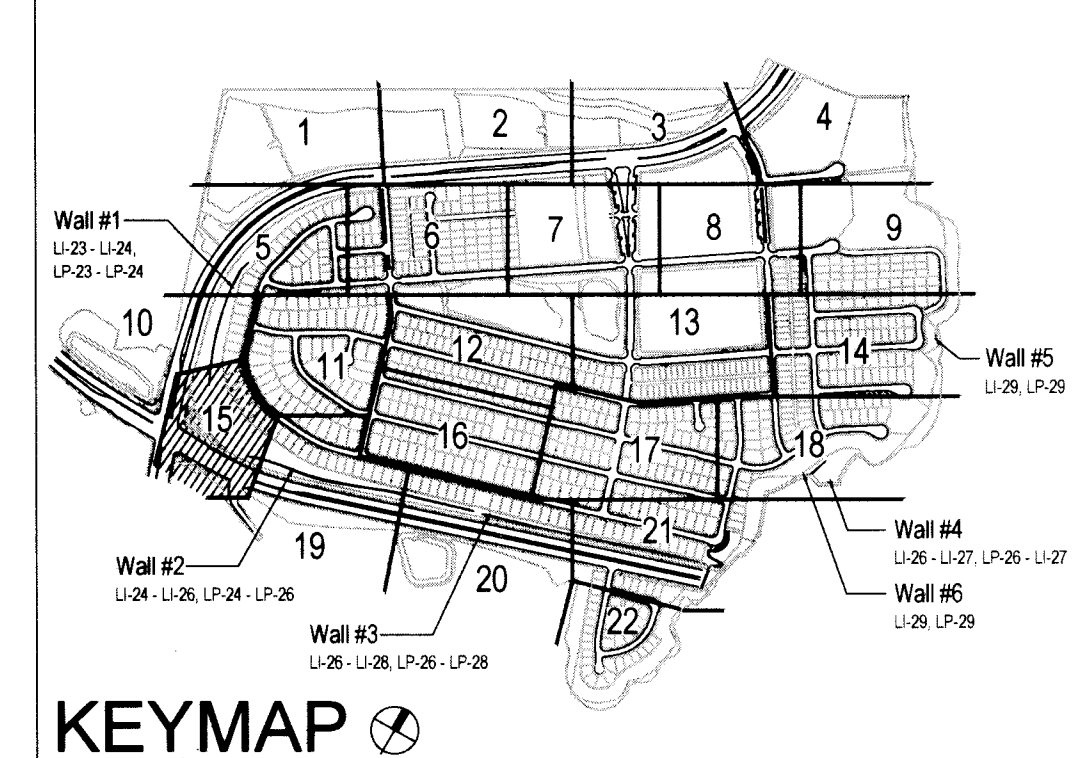 1
2
3
4
Wall #1
LI-23 - LI-24,
LP-23 - LP-24
5
6
7
8
9
10
11
12
13
14
Wall #5
LI-29, LP-29
15
16
17
18
19
20
21
22
Wall #2
LI-24 - LI-26, LP-24 - LP-26
Wall #3
LI-26 - LI-28, LP-26 - LP-28
Wall #4
LI-26 - LI-27, LP-26 - LI-27
Wall #6
LI-29, LP-29
KEYMAP